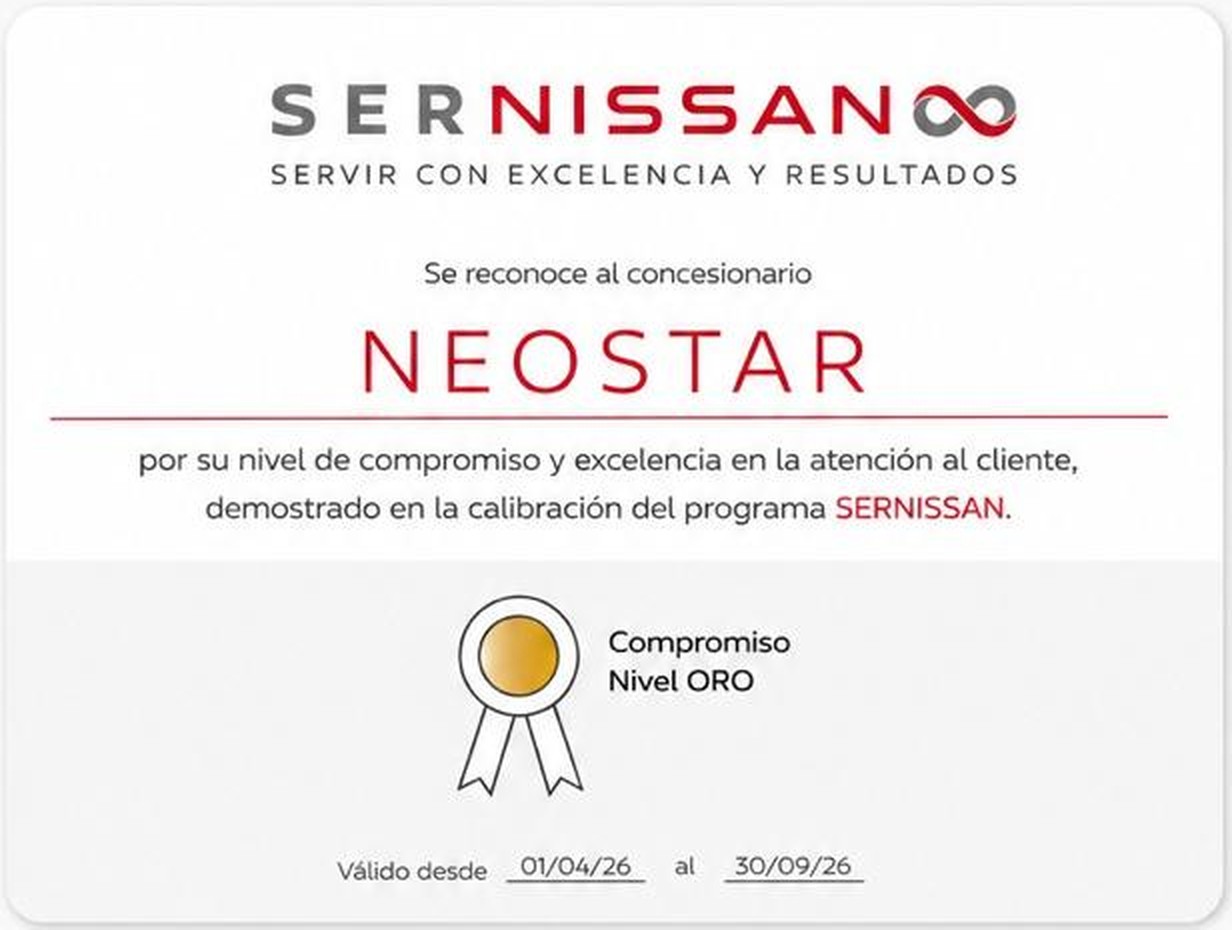 SERNISSAN
SERVIR CON EXCELENCIA Y RESULTADOS
Se reconoce al concesionario
NEOSTAR
por su nivel de compromiso y excelencia en la atención al cliente,
demostrado en la calibración del programa SERNISSAN.
Compromiso
Nivel ORO
Válido desde 01/04/26 al 30/09/26